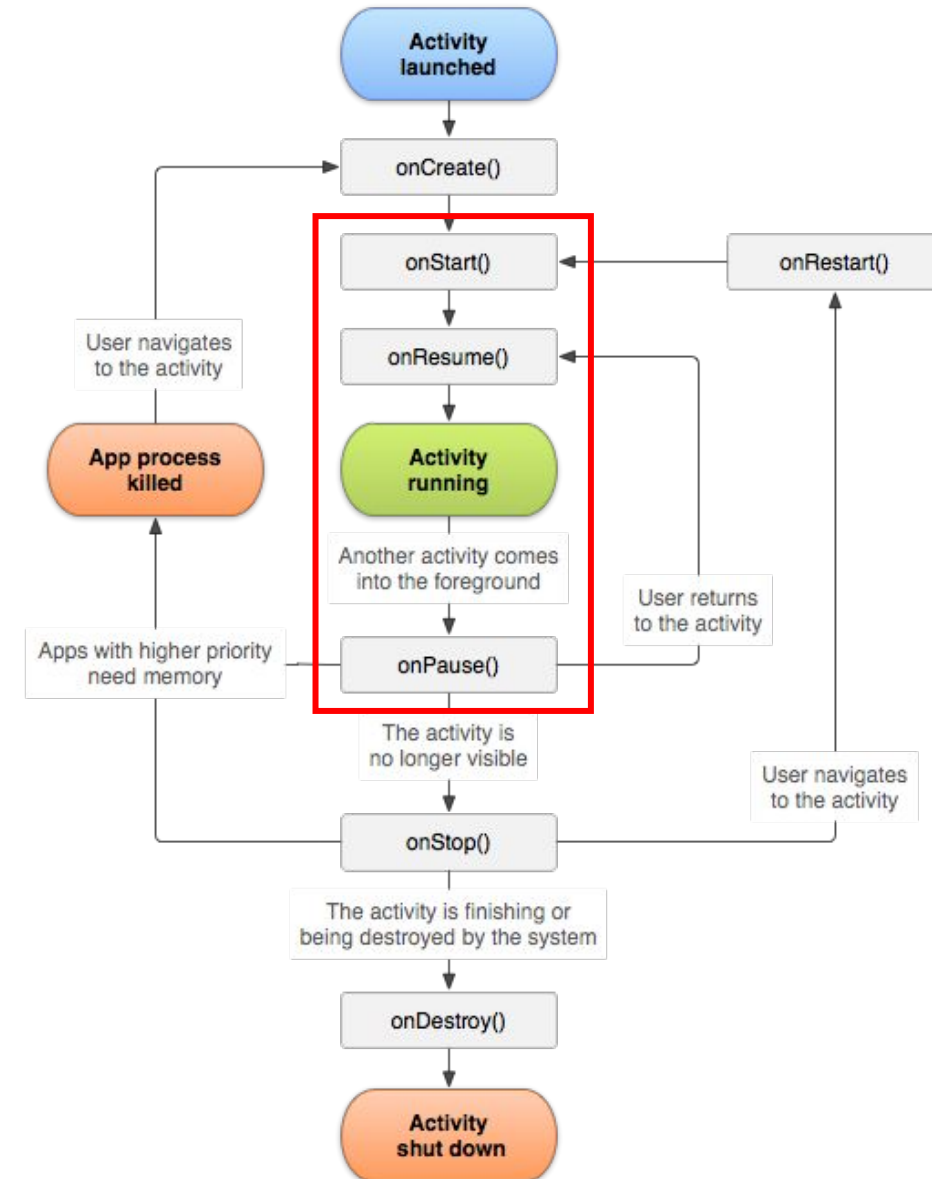 Activity
launched
onCreate()
onStart()
onRestart()
onResume()
User navigates
to the activity
App process
killed
Activity
running
Another activity comes
into the foreground
User returns
to the activity
Apps with higher priority
need memory
onPause()
The activity is
no longer visible
User navigates
to the activity
onStop()
The activity is finishing or
being destroyed by the system
onDestroy()
Activity
shut down